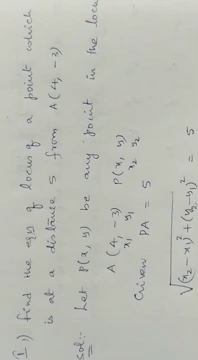 I 1) find the eqn of locus of a point which
is at a distance 5 from A(4, -3)
Sol:- Let P(x, y) be any point in the locu
A (4, -3) P(x, y)
x₁ y₁ x₂ y₂
Given PA = 5
√(x₂-x₁)²+(y₂-y₁)² = 5